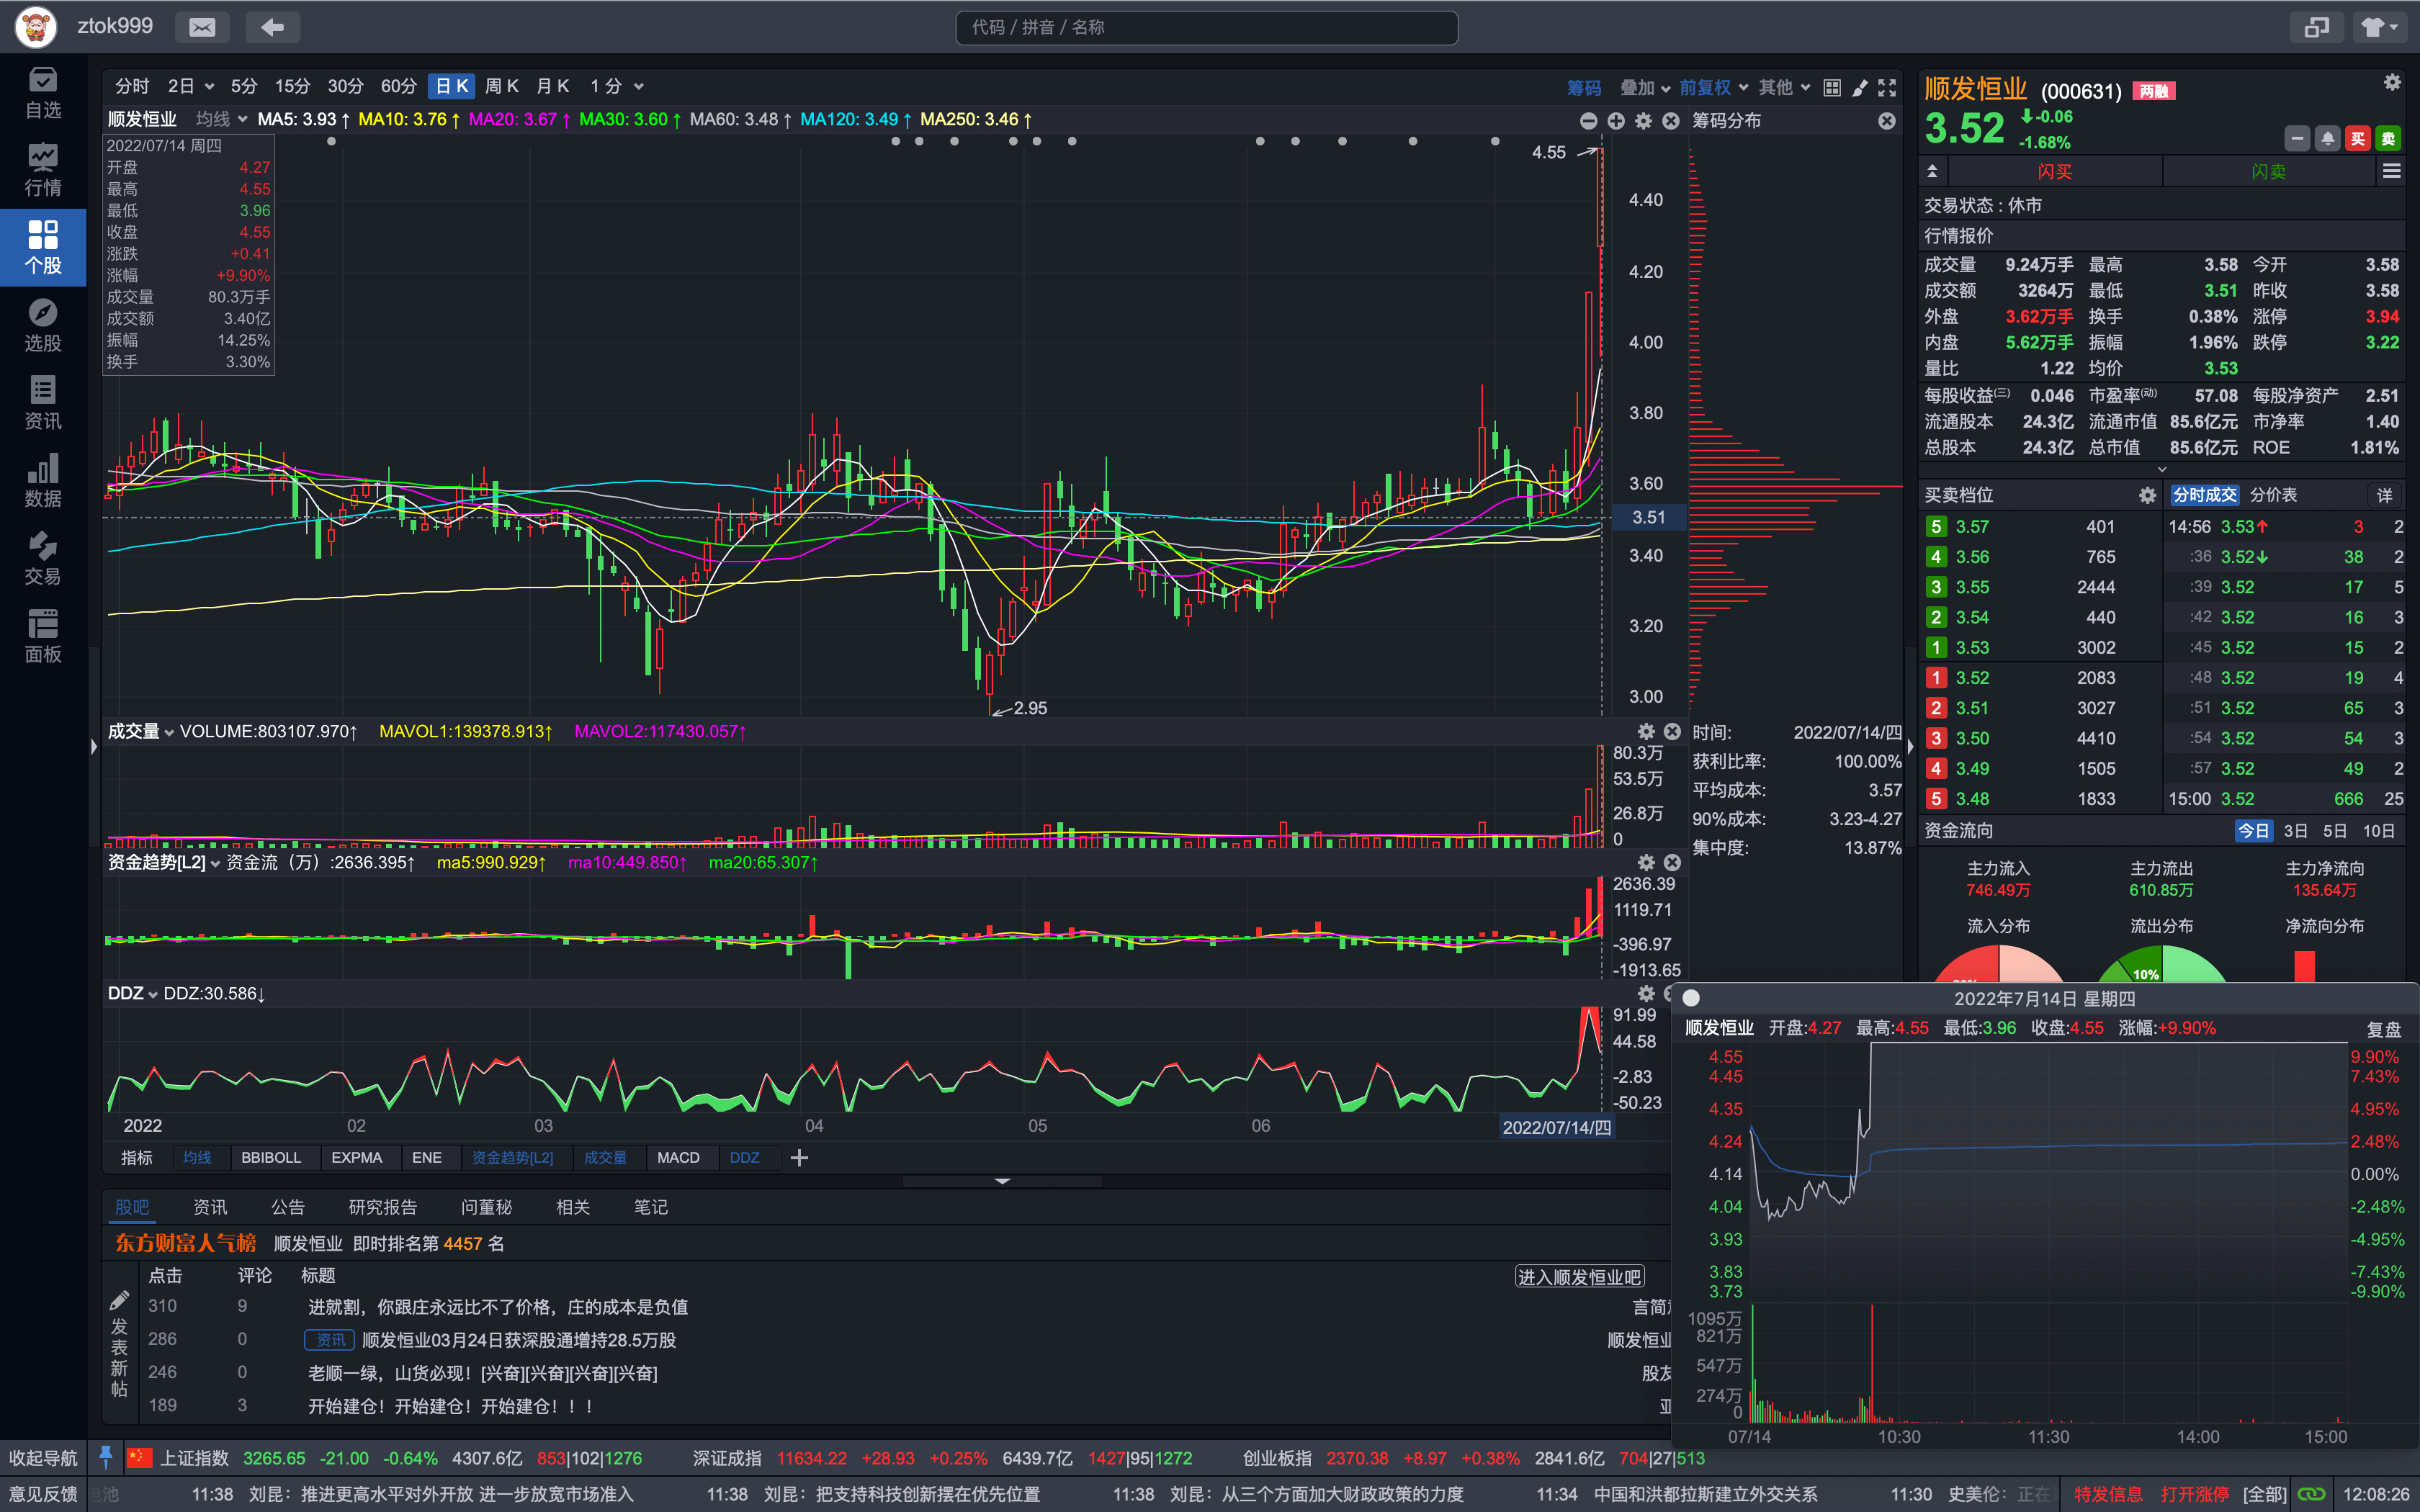 ztok999
代码 / 拼音 / 名称
自选
行情
个股
选股
资讯
数据
交易
面板
分时 2日 5分 15分 30分 60分 日K 周K 月K 1分
筹码 叠加 前复权 其他
顺发恒业 均线 MA5: 3.93↑ MA10: 3.76↑ MA20: 3.67↑ MA30: 3.60↑ MA60: 3.48↑ MA120: 3.49↑ MA250: 3.46↑
筹码分布
2022/07/14 周四
开盘 4.27
最高 4.55
最低 3.96
收盘 4.55
涨跌 +0.41
涨幅 +9.90%
成交量 80.3万手
成交额 3.40亿
振幅 14.25%
换手 3.30%
4.55
4.40
4.20
4.00
3.80
3.60
3.51
3.40
3.20
3.00
2.95
成交量 VOLUME:803107.970↑ MAVOL1:139378.913↑ MAVOL2:117430.057↑
80.3万
53.5万
26.8万
0
资金趋势[L2] 资金流（万）:2636.395↑ ma5:990.929↑ ma10:449.850↑ ma20:65.307↑
2636.39
1119.71
-396.97
-1913.65
DDZ DDZ:30.586↓
91.99
44.58
-2.83
-50.23
2022 02 03 04 05 06 2022/07/14/四
时间: 2022/07/14/四
获利比率: 100.00%
平均成本: 3.57
90%成本: 3.23-4.27
集中度: 13.87%
指标 均线 BBIBOLL EXPMA ENE 资金趋势[L2] 成交量 MACD DDZ
股吧 资讯 公告 研究报告 问董秘 相关 笔记
东方财富人气榜 顺发恒业 即时排名第 4457 名
点击 评论 标题
进入顺发恒业吧
发表新帖
310 9 进就割，你跟庄永远比不了价格，庄的成本是负值
286 0 资讯 顺发恒业03月24日获深股通增持28.5万股 顺发恒业
246 0 老顺一绿，山货必现！[兴奋][兴奋][兴奋][兴奋] 股友
189 3 开始建仓！开始建仓！开始建仓！！！
顺发恒业 (000631) 两融
3.52 -0.06
-1.68%
买 卖
闪买 闪卖
交易状态 : 休市
行情报价
成交量 9.24万手 最高 3.58 今开 3.58
成交额 3264万 最低 3.51 昨收 3.58
外盘 3.62万手 换手 0.38% 涨停 3.94
内盘 5.62万手 振幅 1.96% 跌停 3.22
量比 1.22 均价 3.53
每股收益(三) 0.046 市盈率(动) 57.08 每股净资产 2.51
流通股本 24.3亿 流通市值 85.6亿元 市净率 1.40
总股本 24.3亿 总市值 85.6亿元 ROE 1.81%
买卖档位
分时成交 分价表 详
5 3.57 401
4 3.56 765
3 3.55 2444
2 3.54 440
1 3.53 3002
1 3.52 2083
2 3.51 3027
3 3.50 4410
4 3.49 1505
5 3.48 1833
14:56 3.53↑ 3 2
:36 3.52↓ 38 2
:39 3.52 17 5
:42 3.52 16 3
:45 3.52 15 2
:48 3.52 19 4
:51 3.52 65 3
:54 3.52 54 3
:57 3.52 49 2
15:00 3.52 666 25
资金流向 今日 3日 5日 10日
主力流入 主力流出 主力净流向
746.49万 610.85万 135.64万
流入分布 流出分布 净流向分布
10%
2022年7月14日 星期四
顺发恒业 开盘:4.27 最高:4.55 最低:3.96 收盘:4.55 涨幅:+9.90% 复盘
4.55 9.90%
4.45 7.43%
4.35 4.95%
4.24 2.48%
4.14 0.00%
4.04 -2.48%
3.93 -4.95%
3.83 -7.43%
3.73 -9.90%
1095万
821万
547万
274万
0
07/14 10:30 11:30 14:00 15:00
收起导航 上证指数 3265.65 -21.00 -0.64% 4307.6亿 853|102|1276 深证成指 11634.22 +28.93 +0.25% 6439.7亿 1427|95|1272 创业板指 2370.38 +8.97 +0.38% 2841.6亿 704|27|513
意见反馈 电池 11:38 刘昆：推进更高水平对外开放 进一步放宽市场准入 11:38 刘昆：把支持科技创新摆在优先位置 11:38 刘昆：从三个方面加大财政政策的力度 11:34 中国和洪都拉斯建立外交关系 11:30 史美伦：正在 特发信息 打开涨停 [全部] 12:08:26